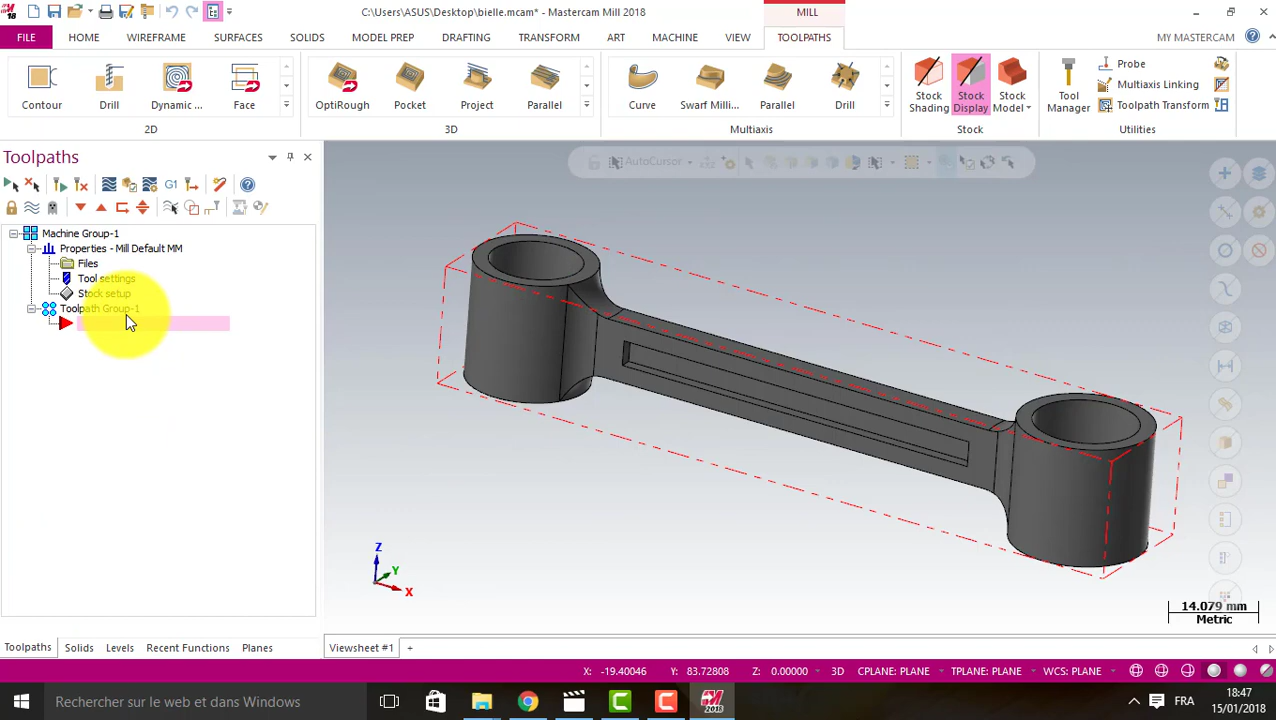 C:\Users\ASUS\Desktop\bielle.mcam* - Mastercam Mill 2018
MILL
FILE HOME WIREFRAME SURFACES SOLIDS MODEL PREP DRAFTING TRANSFORM ART MACHINE VIEW TOOLPATHS MY MASTERCAM
Contour Drill Dynamic ... Face
OptiRough Pocket Project Parallel
Curve Swarf Milli... Parallel Drill
Stock Shading
Stock Display
Stock Model
Tool Manager
Probe
Multiaxis Linking
Toolpath Transform
2D 3D Multiaxis Stock Utilities
Toolpaths
AutoCursor
G1
Machine Group-1
Properties - Mill Default MM
Files
Tool settings
Stock setup
Toolpath Group-1
Z
Y
X
14.079 mm
Metric
Toolpaths Solids Levels Recent Functions Planes
Viewsheet #1 +
X: -19.40046 Y: 83.72808 Z: 0.00000 3D CPLANE: PLANE TPLANE: PLANE WCS: PLANE
Rechercher sur le web et dans Windows
2018
FRA
18:47
15/01/2018